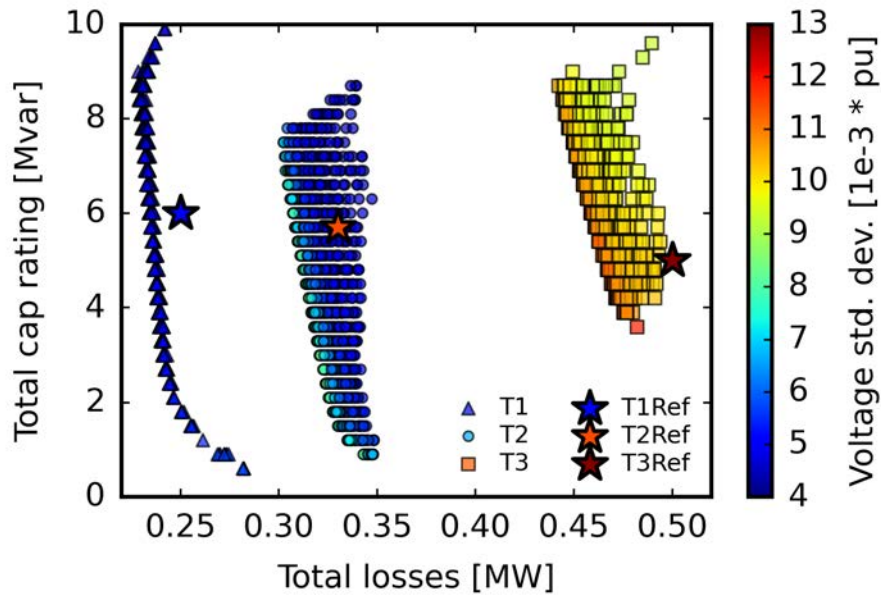 Total cap rating [Mvar]
10
8
6
4
2
0
0.25 0.30 0.35 0.40 0.45 0.50
Total losses [MW]
T1 T1Ref
T2 T2Ref
T3 T3Ref
13
12
11
10
9
8
7
6
5
4
Voltage std. dev. [1e-3 * pu]